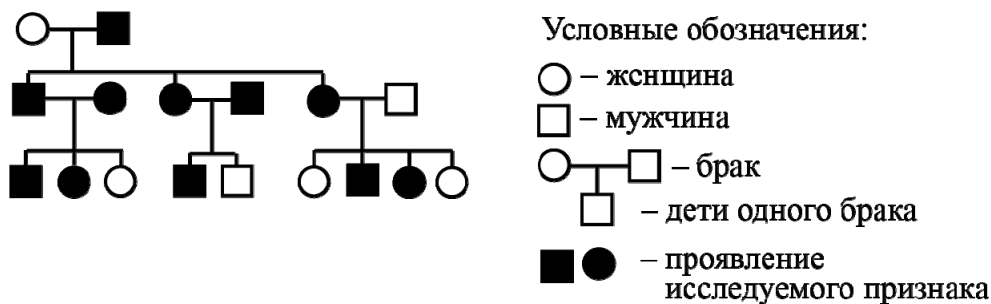 Условные обозначения:
– женщина
– мужчина
– брак
– дети одного брака
– проявление
исследуемого признака